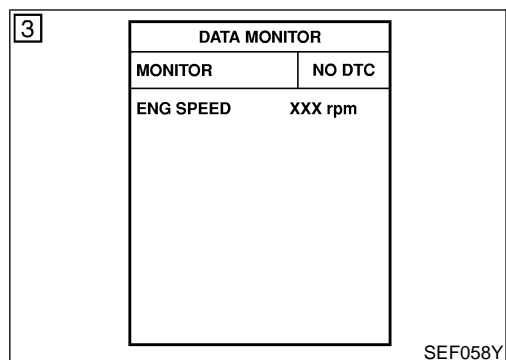 3
DATA MONITOR
MONITOR NO DTC
ENG SPEED XXX rpm
SEF058Y